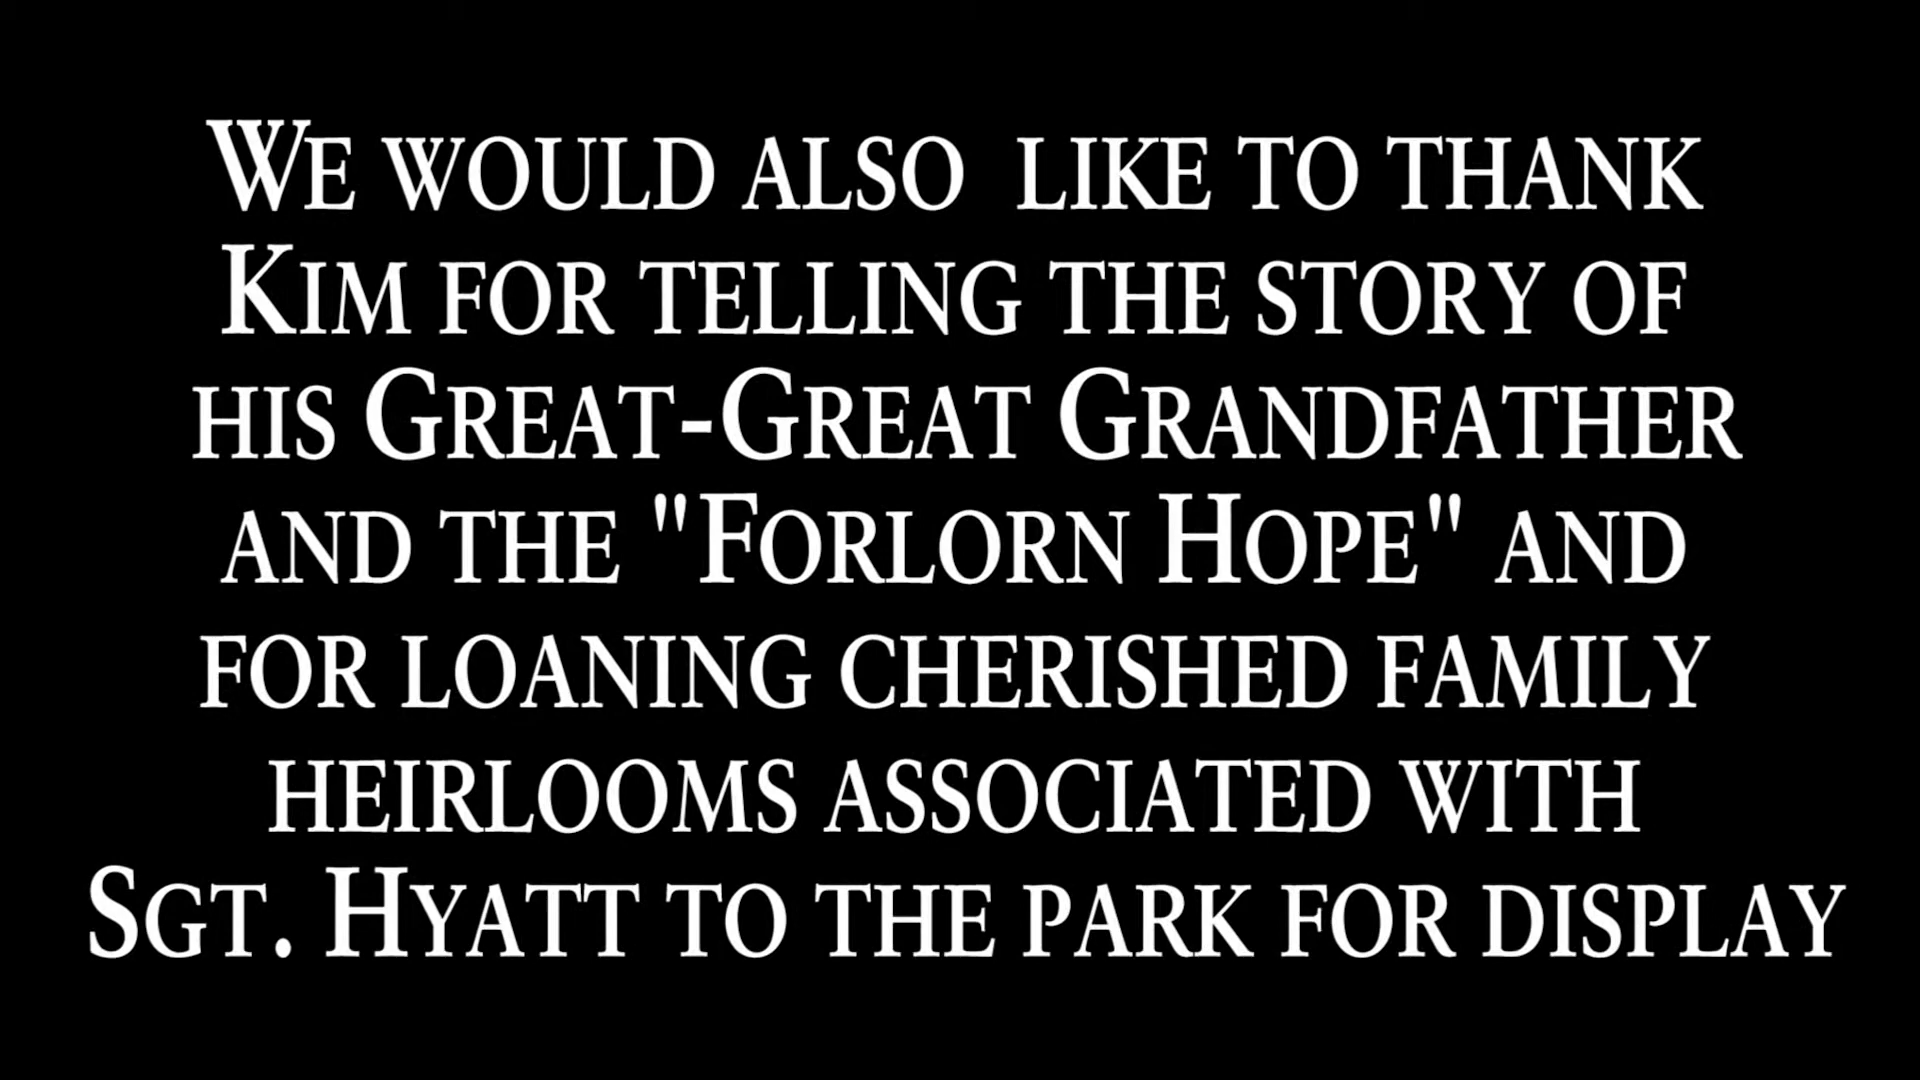 We would also  like to thank
Kim for telling the story of
his Great-Great Grandfather
and the "Forlorn Hope" and
for loaning cherished family
heirlooms associated with
Sgt. Hyatt to the park for display